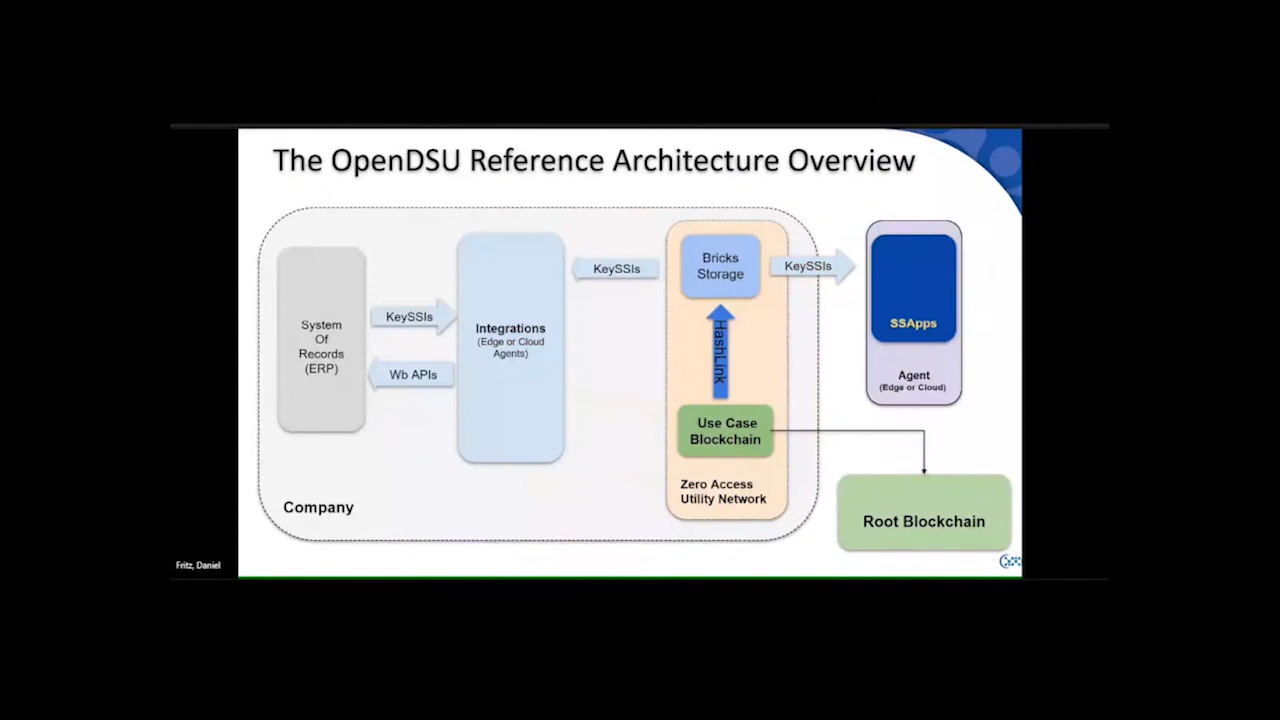 The OpenDSU Reference Architecture Overview
System
Of
Records
(ERP)
KeySSIs
Wb APIs
Integrations
(Edge or Cloud
Agents)
KeySSIs
Bricks
Storage
HashLink
Use Case
Blockchain
Zero Access
Utility Network
KeySSIs
SSApps
Agent
(Edge or Cloud)
Root Blockchain
Company
Fritz, Daniel